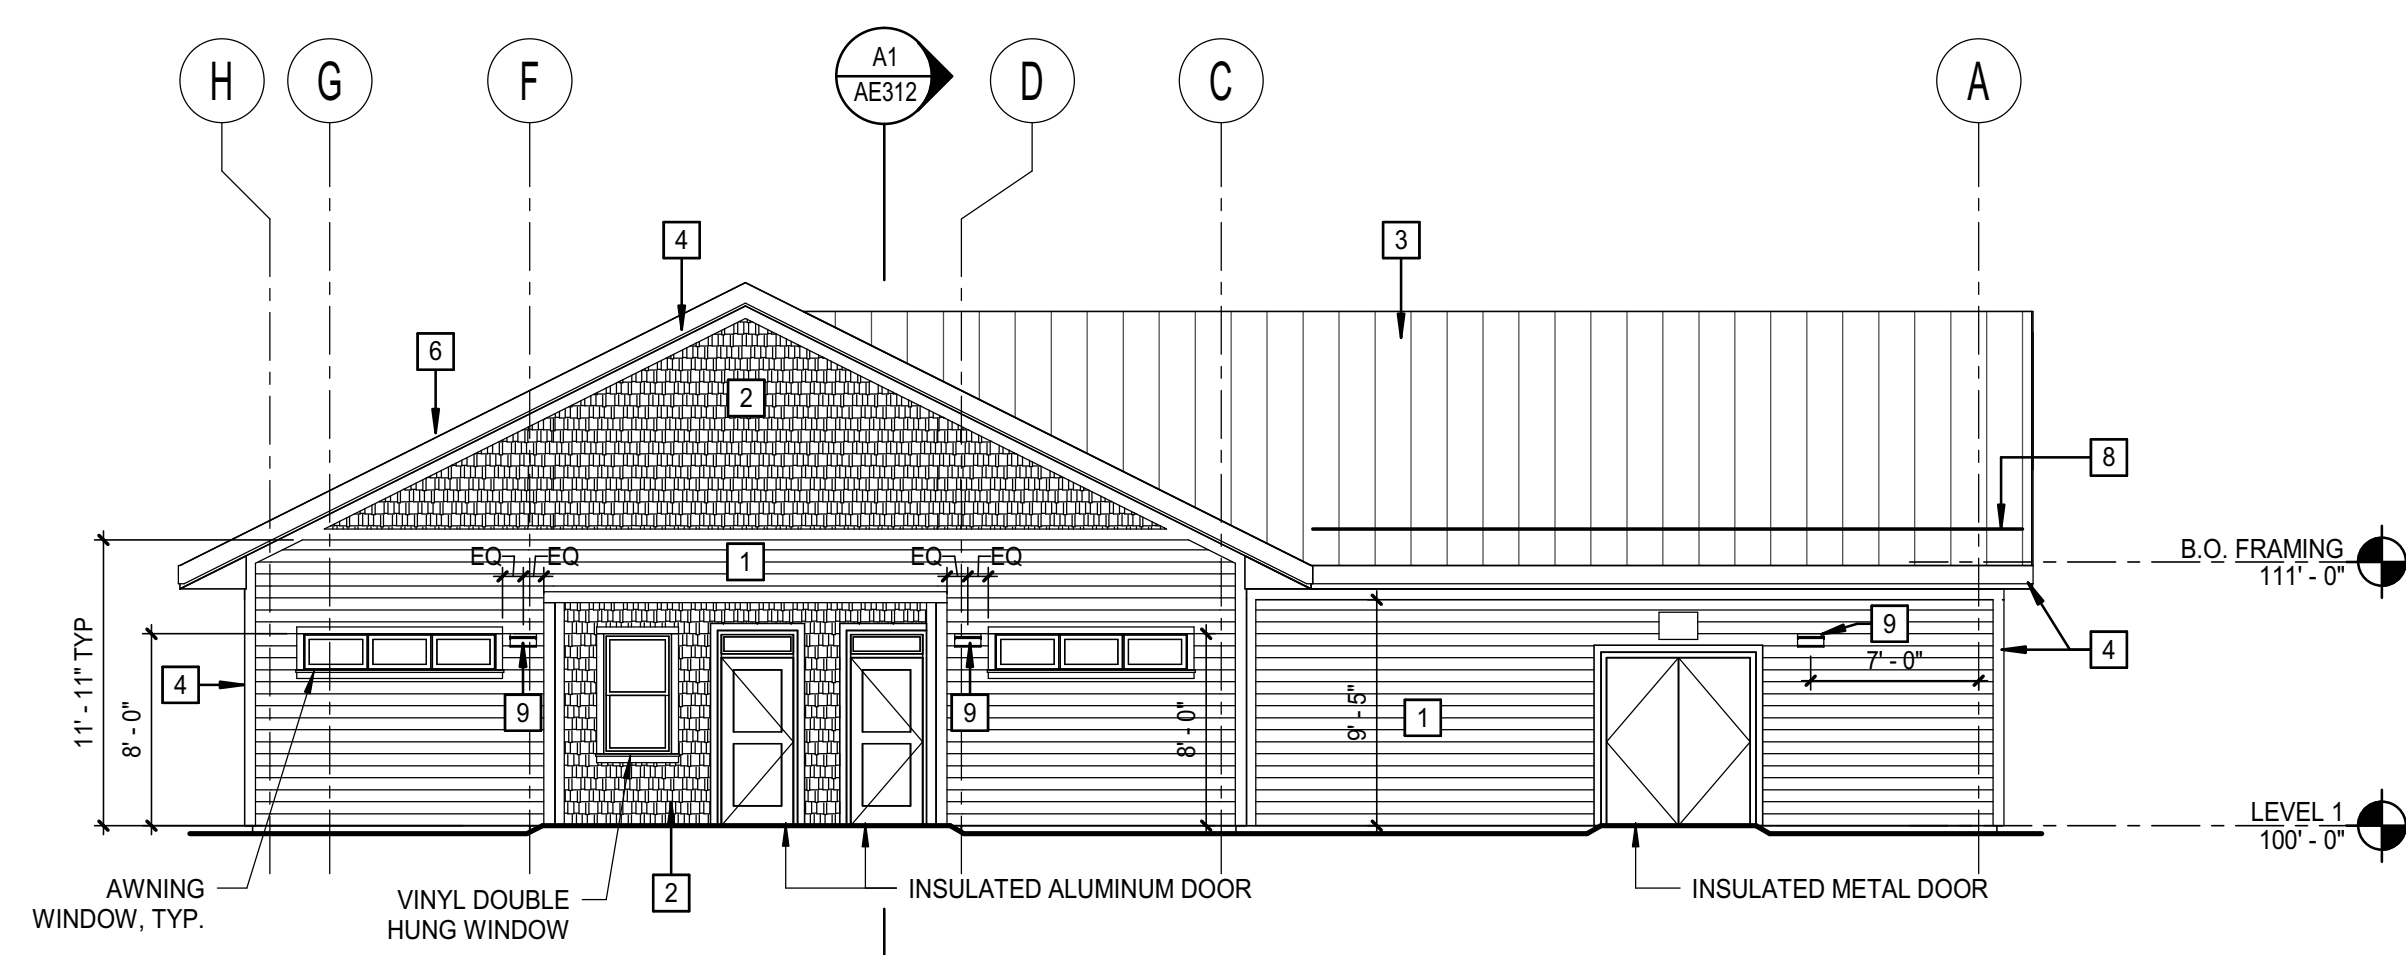 H
G
F
A1
AE312
D
C
A
4
3
6
2
8
B.O. FRAMING
111' - 0"
EQ
EQ
1
EQ
EQ
11' - 11" TYP
8' - 0"
4
9
9
8' - 0"
9' - 5"
1
9
7' - 0"
4
LEVEL 1
100' - 0"
AWNING
WINDOW, TYP.
VINYL DOUBLE
HUNG WINDOW
2
INSULATED ALUMINUM DOOR
INSULATED METAL DOOR